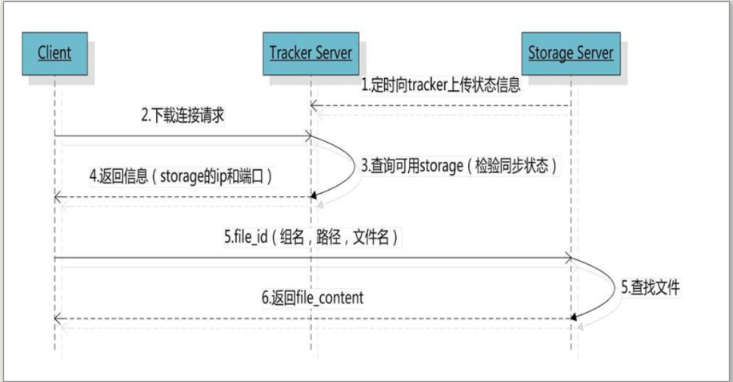 Client
Tracker Server
Storage Server
1.定时向tracker上传状态信息
2.下载连接请求
3.查询可用storage（检验同步状态）
4.返回信息（storage的ip和端口）
5.file_id（组名，路径，文件名）
5.查找文件
6.返回file_content